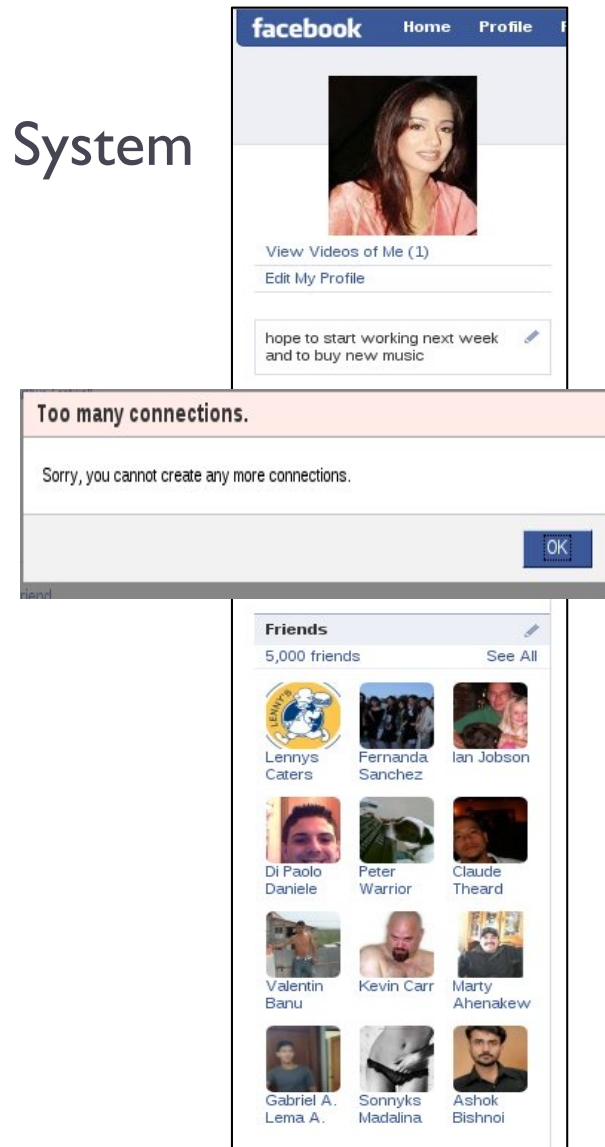 facebook Home Profile
System
View Videos of Me (1)
Edit My Profile
hope to start working next week
and to buy new music
Too many connections.
Sorry, you cannot create any more connections.
OK
riend
Friends
5,000 friends See All
LENNY'S
Lennys Caters
Fernanda Sanchez
Ian Jobson
Di Paolo Daniele
Peter Warrior
Claude Theard
Valentin Banu
Kevin Carr
Marty Ahenakew
Gabriel A. Lema A.
Sonnyks Madalina
Ashok Bishnoi